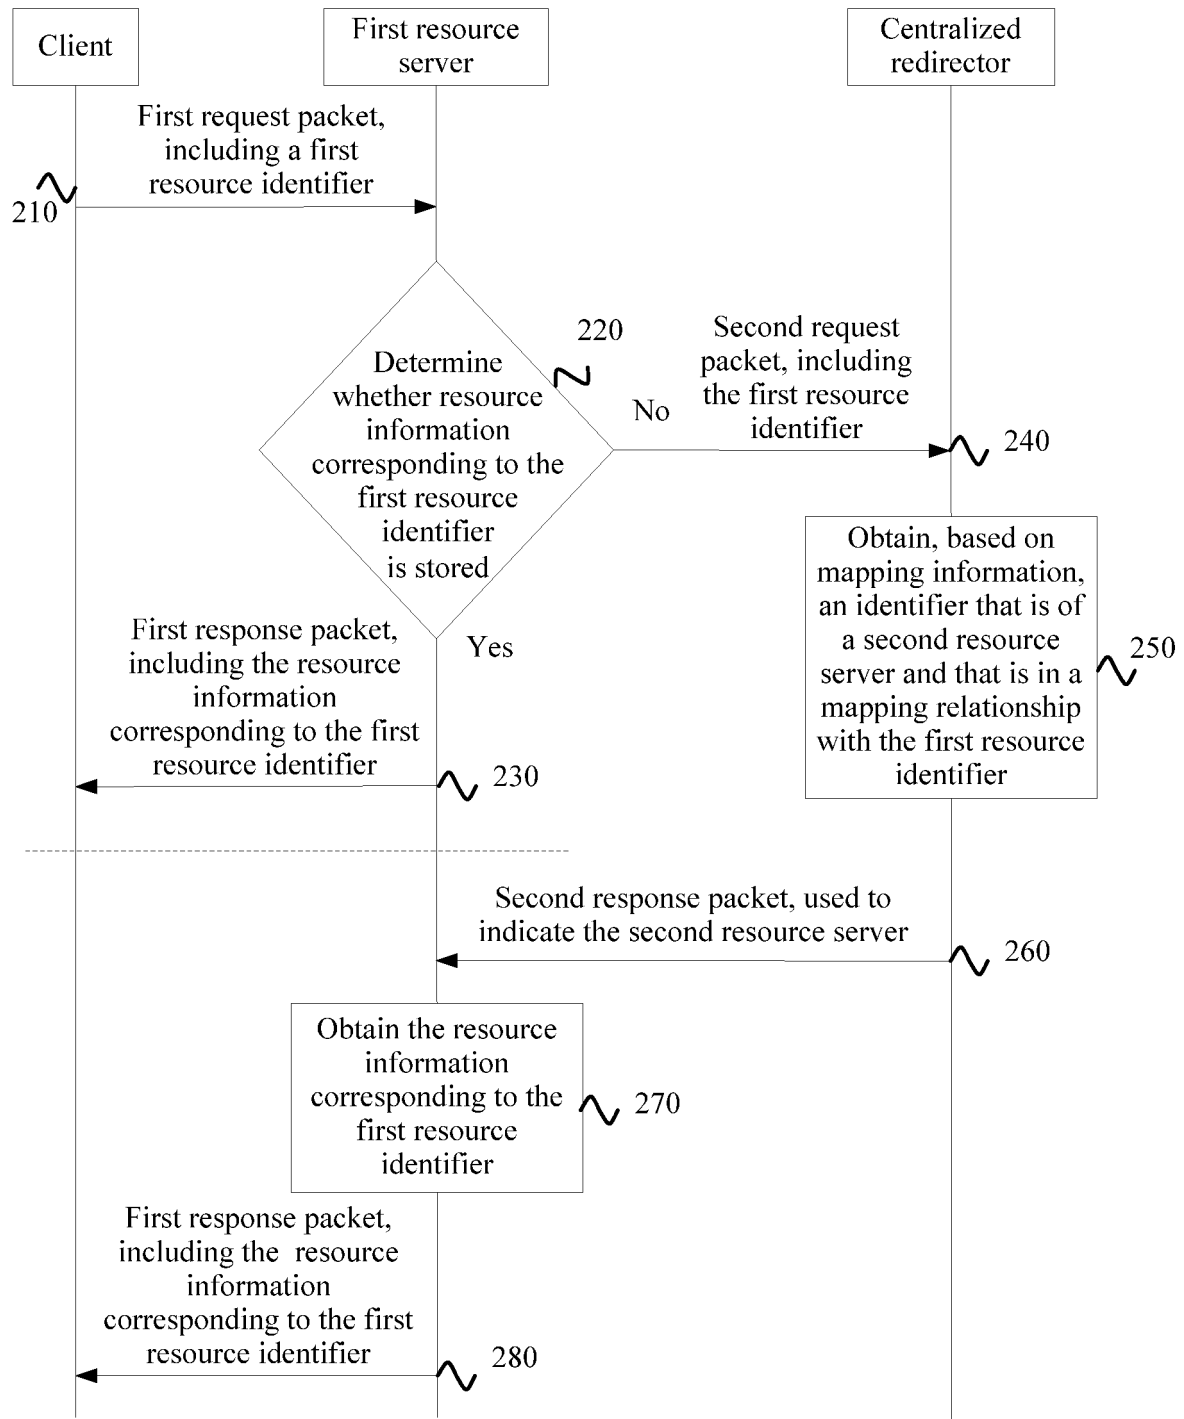 Client
First resource
server
Centralized
redirector
First request packet,
including a first
resource identifier
210
220
Determine
whether resource
information
corresponding to the
first resource
identifier
is stored
No
Second request
packet, including
the first resource
identifier
240
Obtain, based on
mapping information,
an identifier that is of
a second resource
server and that is in a
mapping relationship
with the first resource
identifier
250
Yes
First response packet,
including the resource
information
corresponding to the first
resource identifier
230
Second response packet, used to
indicate the second resource server
260
Obtain the resource
information
corresponding to the
first resource
identifier
270
First response packet,
including the resource
information
corresponding to the first
resource identifier
280